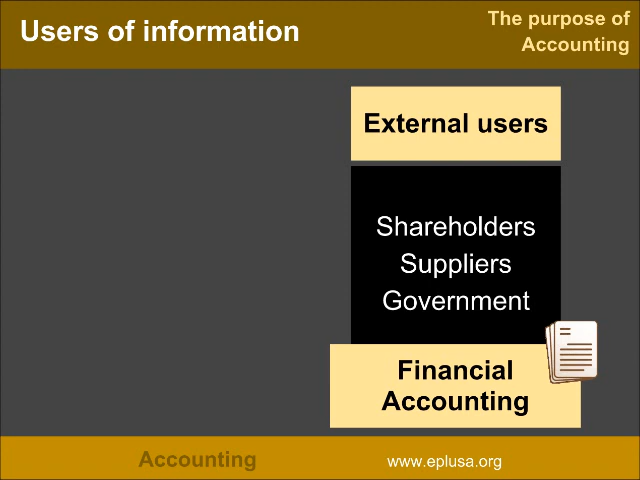 Users of information
The purpose of
Accounting
External users
Shareholders
Suppliers
Government
Financial
Accounting
Accounting
www.eplusa.org